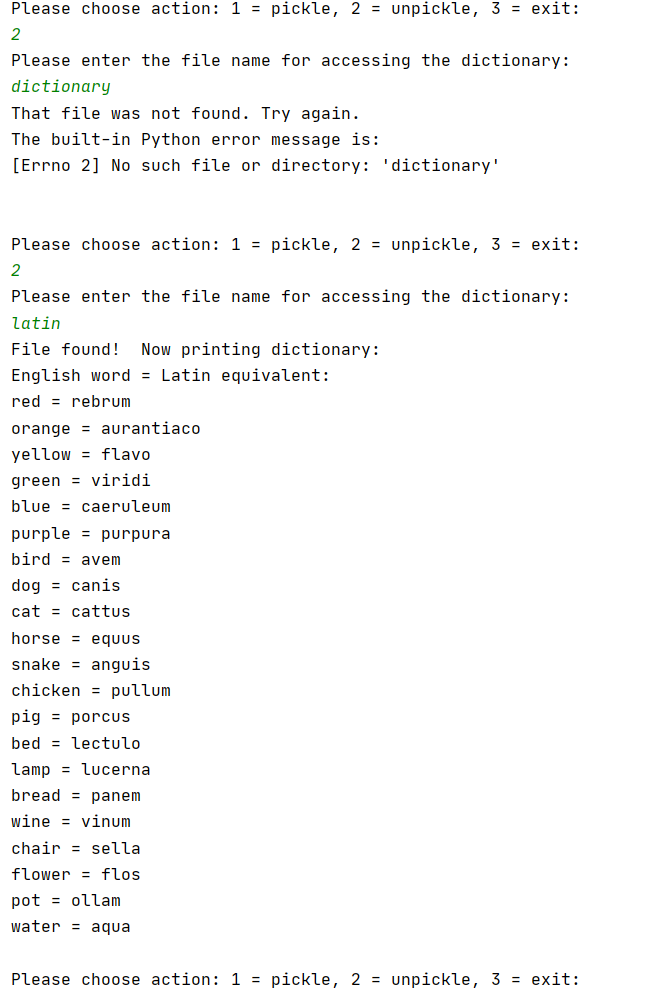 Please choose action: 1 = pickle, 2 = unpickle, 3 = exit:
2
Please enter the file name for accessing the dictionary:
dictionary
That file was not found. Try again.
The built-in Python error message is:
[Errno 2] No such file or directory: 'dictionary'
Please choose action: 1 = pickle, 2 = unpickle, 3 = exit:
2
Please enter the file name for accessing the dictionary:
latin
File found!  Now printing dictionary:
English word = Latin equivalent:
red = rebrum
orange = aurantiaco
yellow = flavo
green = viridi
blue = caeruleum
purple = purpura
bird = avem
dog = canis
cat = cattus
horse = equus
snake = anguis
chicken = pullum
pig = porcus
bed = lectulo
lamp = lucerna
bread = panem
wine = vinum
chair = sella
flower = flos
pot = ollam
water = aqua
Please choose action: 1 = pickle, 2 = unpickle, 3 = exit: